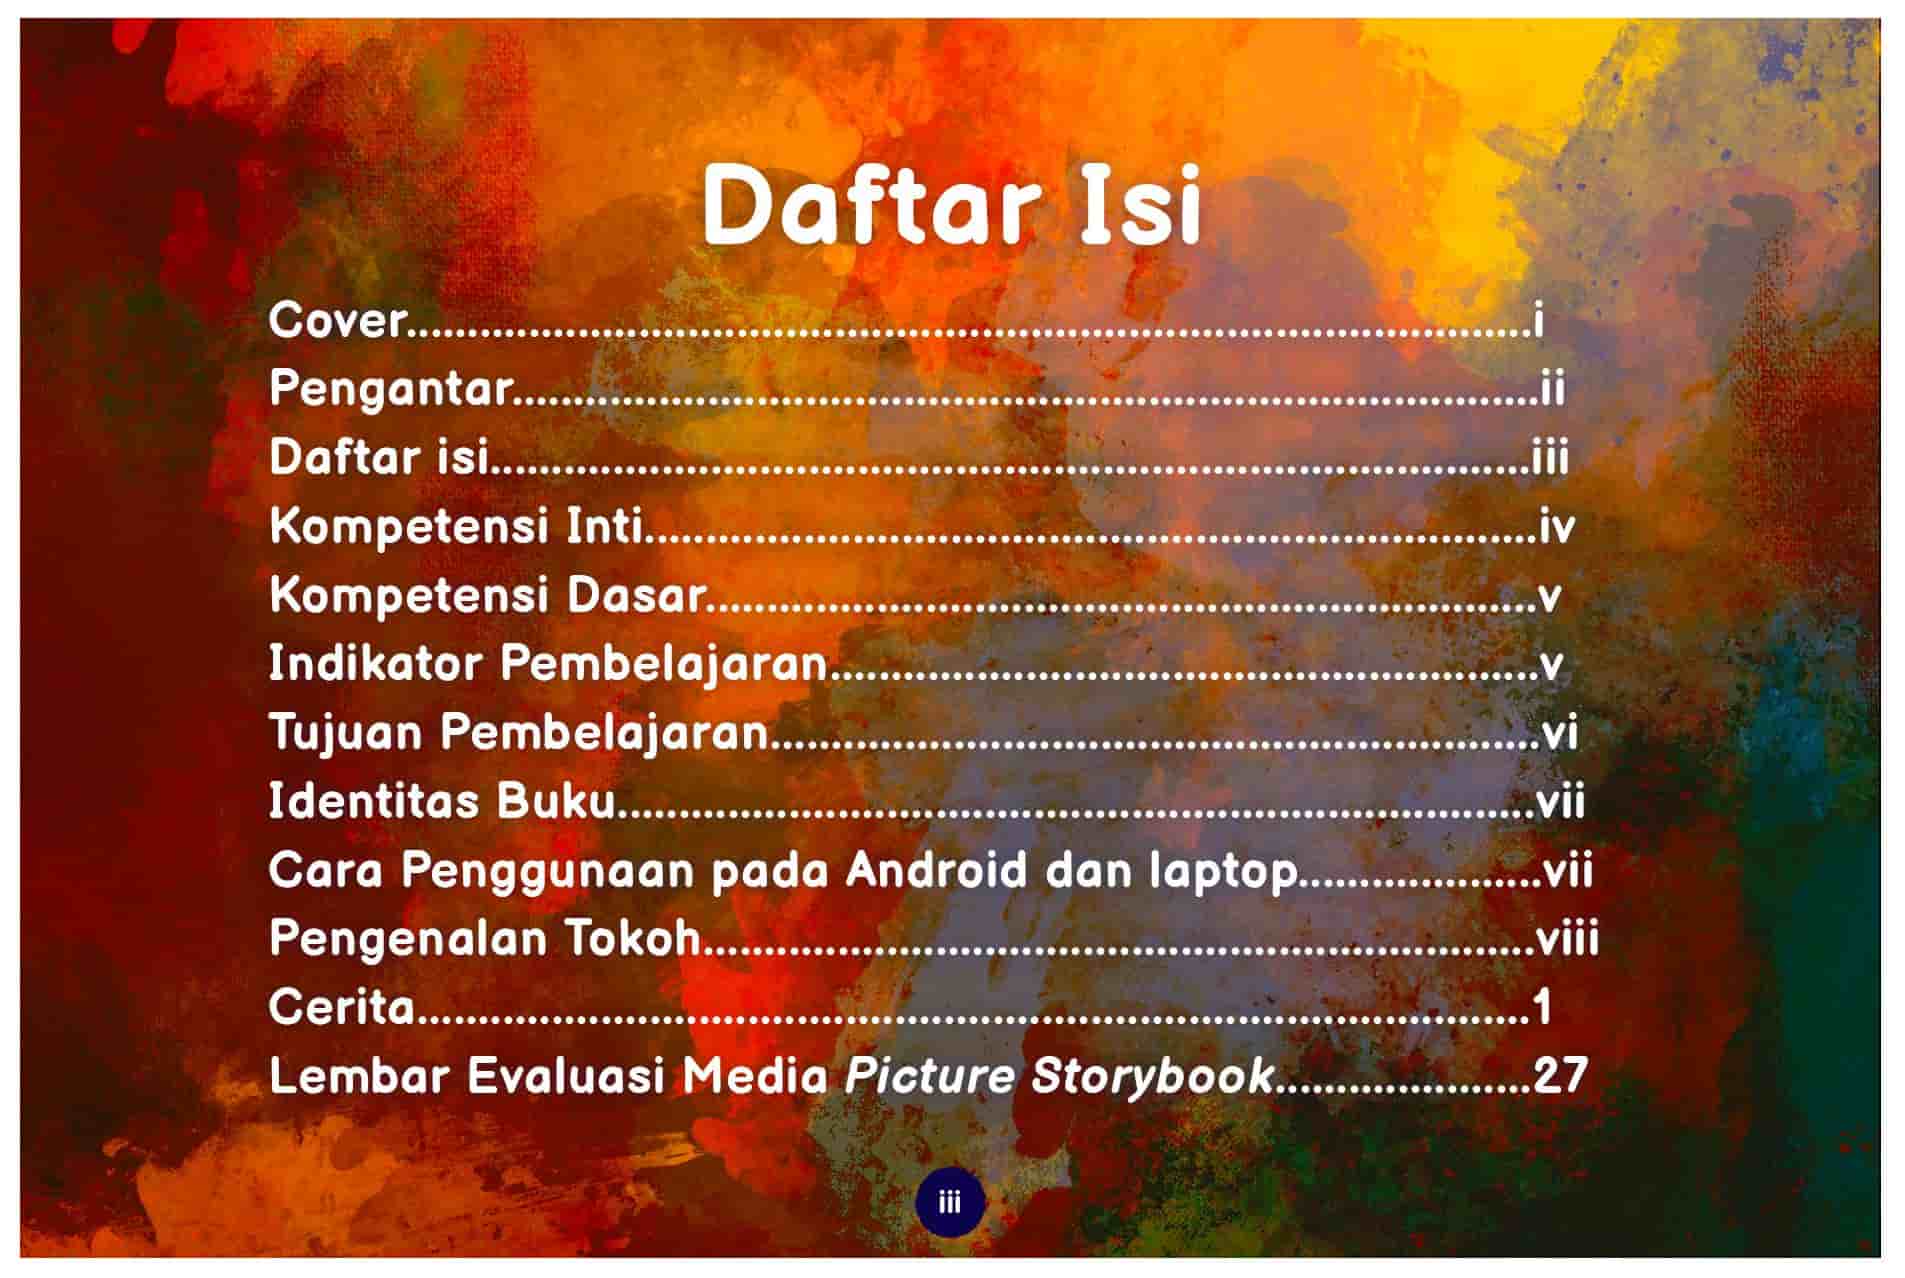 Daftar Isi
Cover..............................................................................................i
Pengantar....................................................................................ii
Daftar isi.......................................................................................iii
Kompetensi Inti..........................................................................iv
Kompetensi Dasar.....................................................................v
Indikator Pembelajaran...........................................................v
Tujuan Pembelajaran................................................................vi
Identitas Buku............................................................................vii
Cara Penggunaan pada Android dan laptop....................vii
Pengenalan Tokoh.....................................................................viii
Cerita............................................................................................1
Lembar Evaluasi Media Picture Storybook.....................27
iii